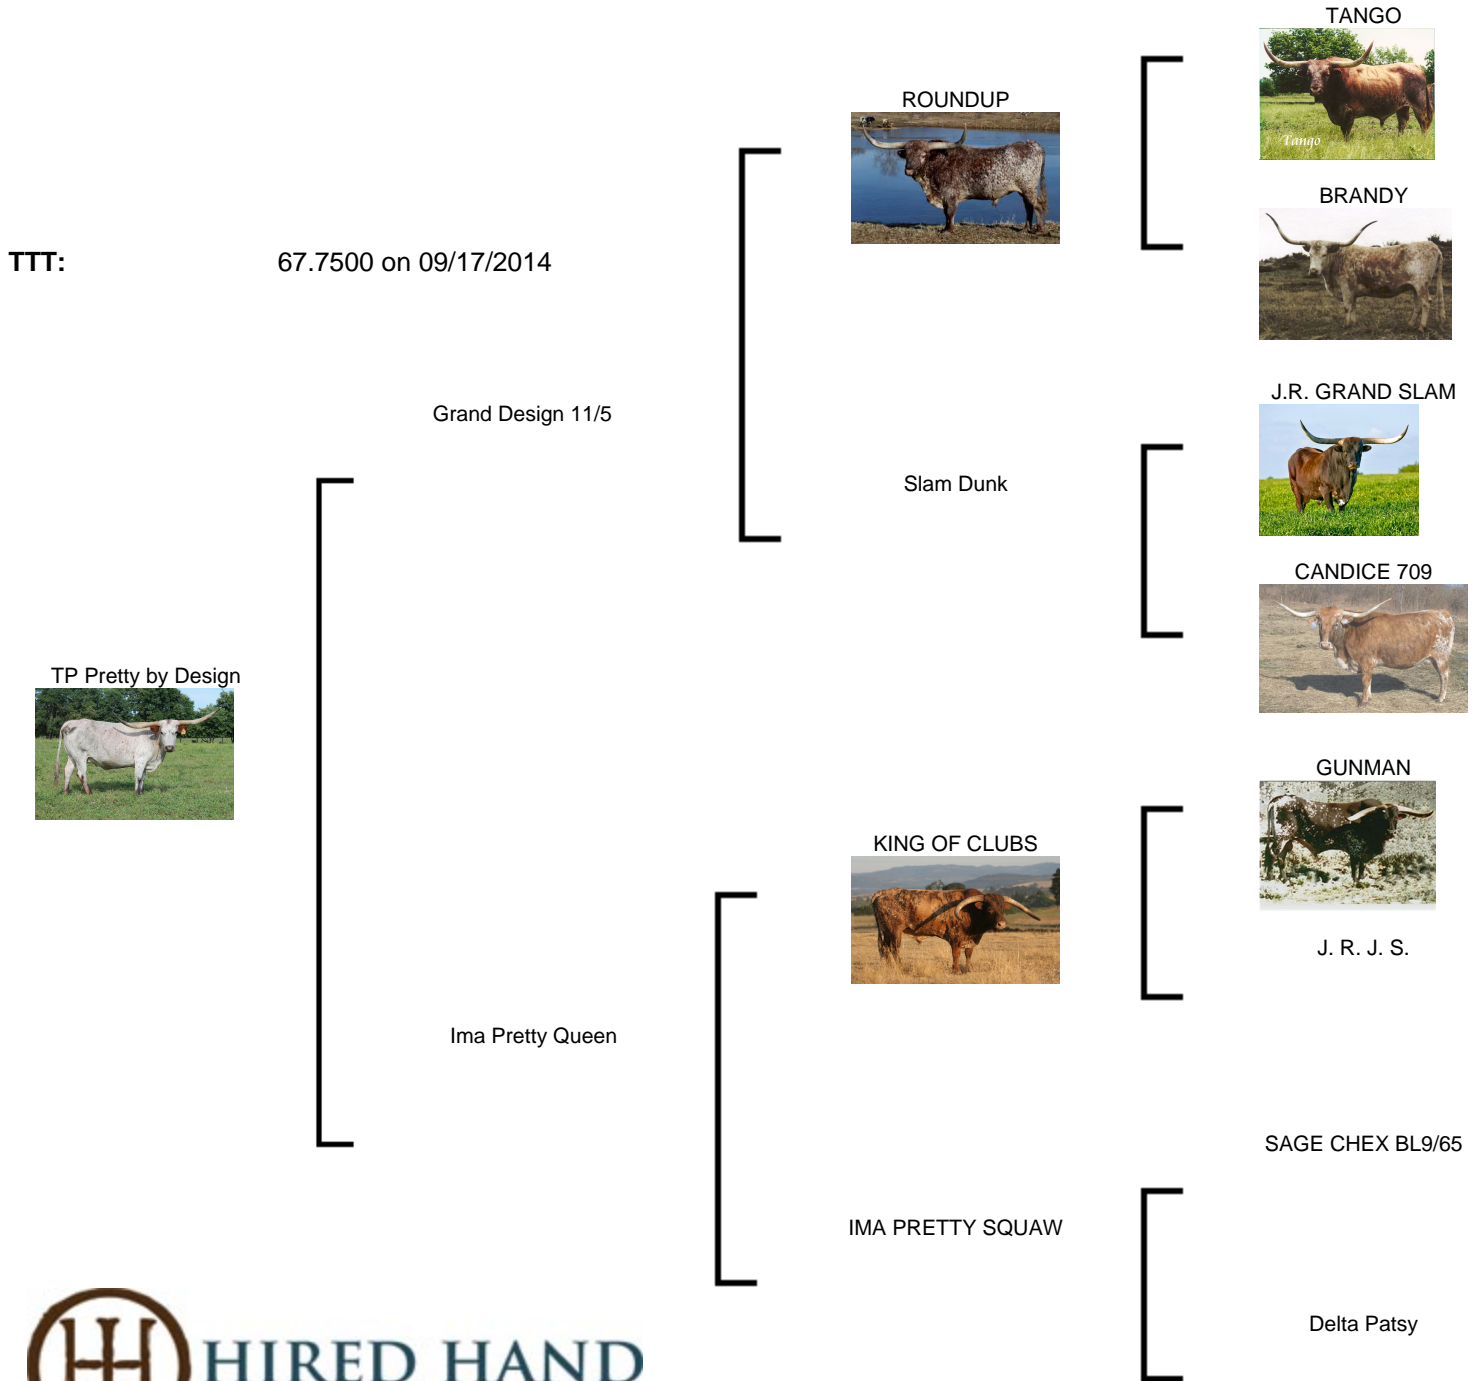 TANGO
ROUNDUP
Tango
BRANDY
TTT: 67.7500 on 09/17/2014
J.R. GRAND SLAM
Grand Design 11/5
Slam Dunk
CANDICE 709
TP Pretty by Design
GUNMAN
KING OF CLUBS
J. R. J. S.
Ima Pretty Queen
SAGE CHEX BL9/65
IMA PRETTY SQUAW
Delta Patsy
HIRED HAND